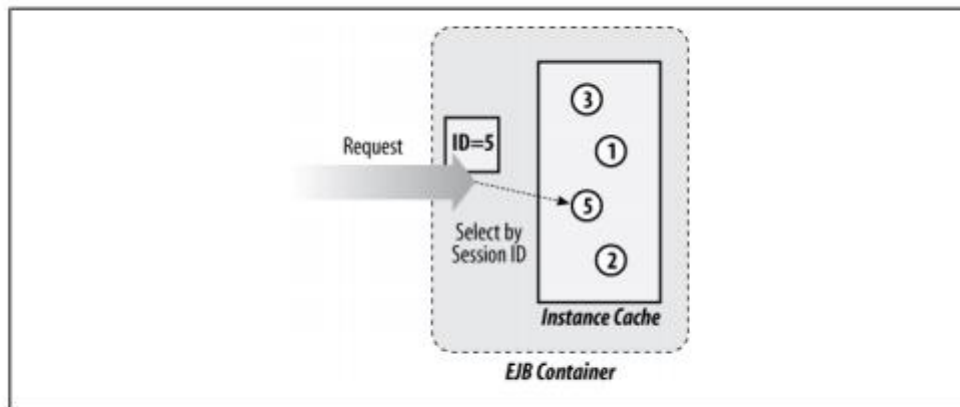 Request
ID=5
3
1
5
2
Select by
Session ID
Instance Cache
EJB Container